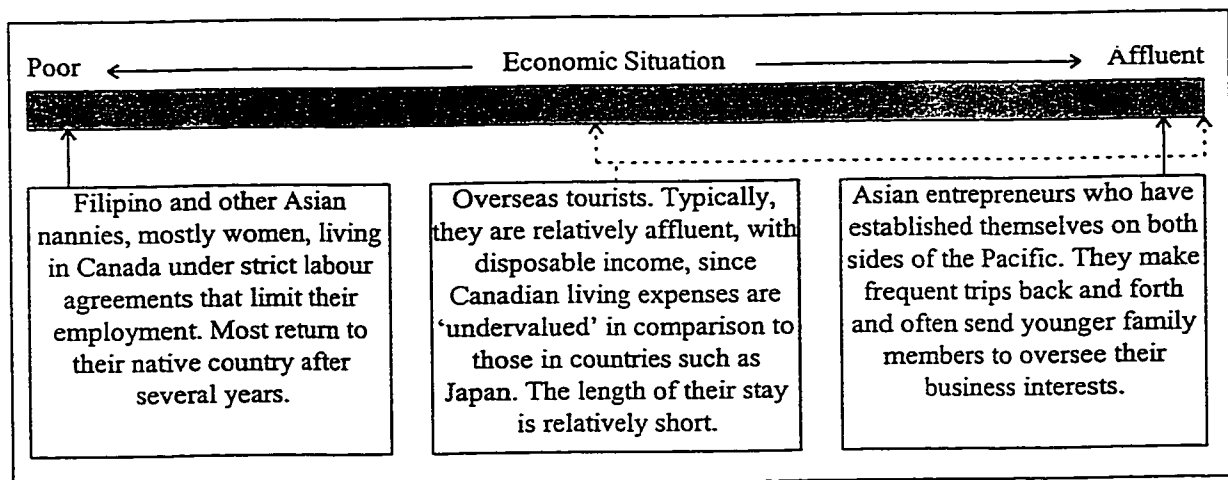 Poor Economic Situation Affluent
Filipino and other Asian
nannies, mostly women, living
in Canada under strict labour
agreements that limit their
employment. Most return to
their native country after
several years.
Overseas tourists. Typically,
they are relatively affluent, with
disposable income, since
Canadian living expenses are
‘undervalued’ in comparison to
those in countries such as
Japan. The length of their stay
is relatively short.
Asian entrepreneurs who have
established themselves on both
sides of the Pacific. They make
frequent trips back and forth
and often send younger family
members to oversee their
business interests.